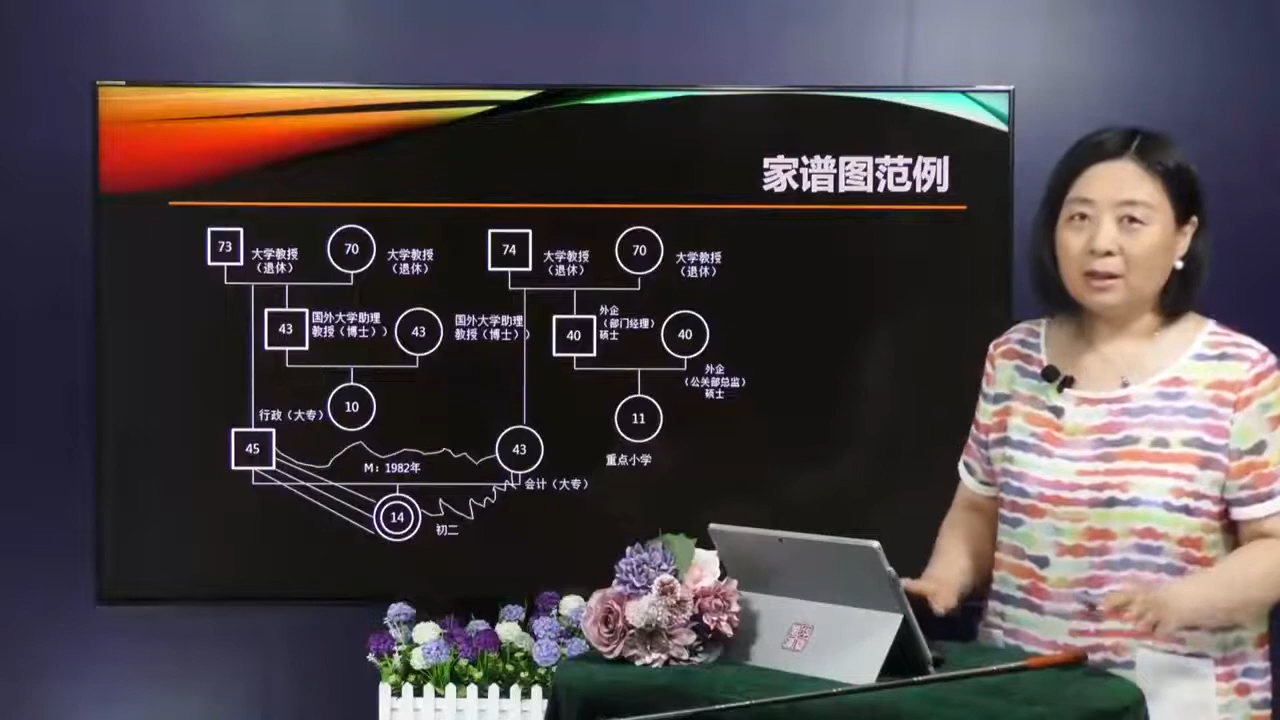 家谱图范例
73
大学教授
（退休）
70
大学教授
（退休）
74
大学教授
（退休）
70
大学教授
（退休）
43
国外大学助理
教授（博士）
43
国外大学助理
教授（博士）
40
外企
（部门经理）
硕士
40
外企
（公关部总监）
硕士
10
11
重点小学
行政（大专）
45
M：1982年
43
会计（大专）
14
初二